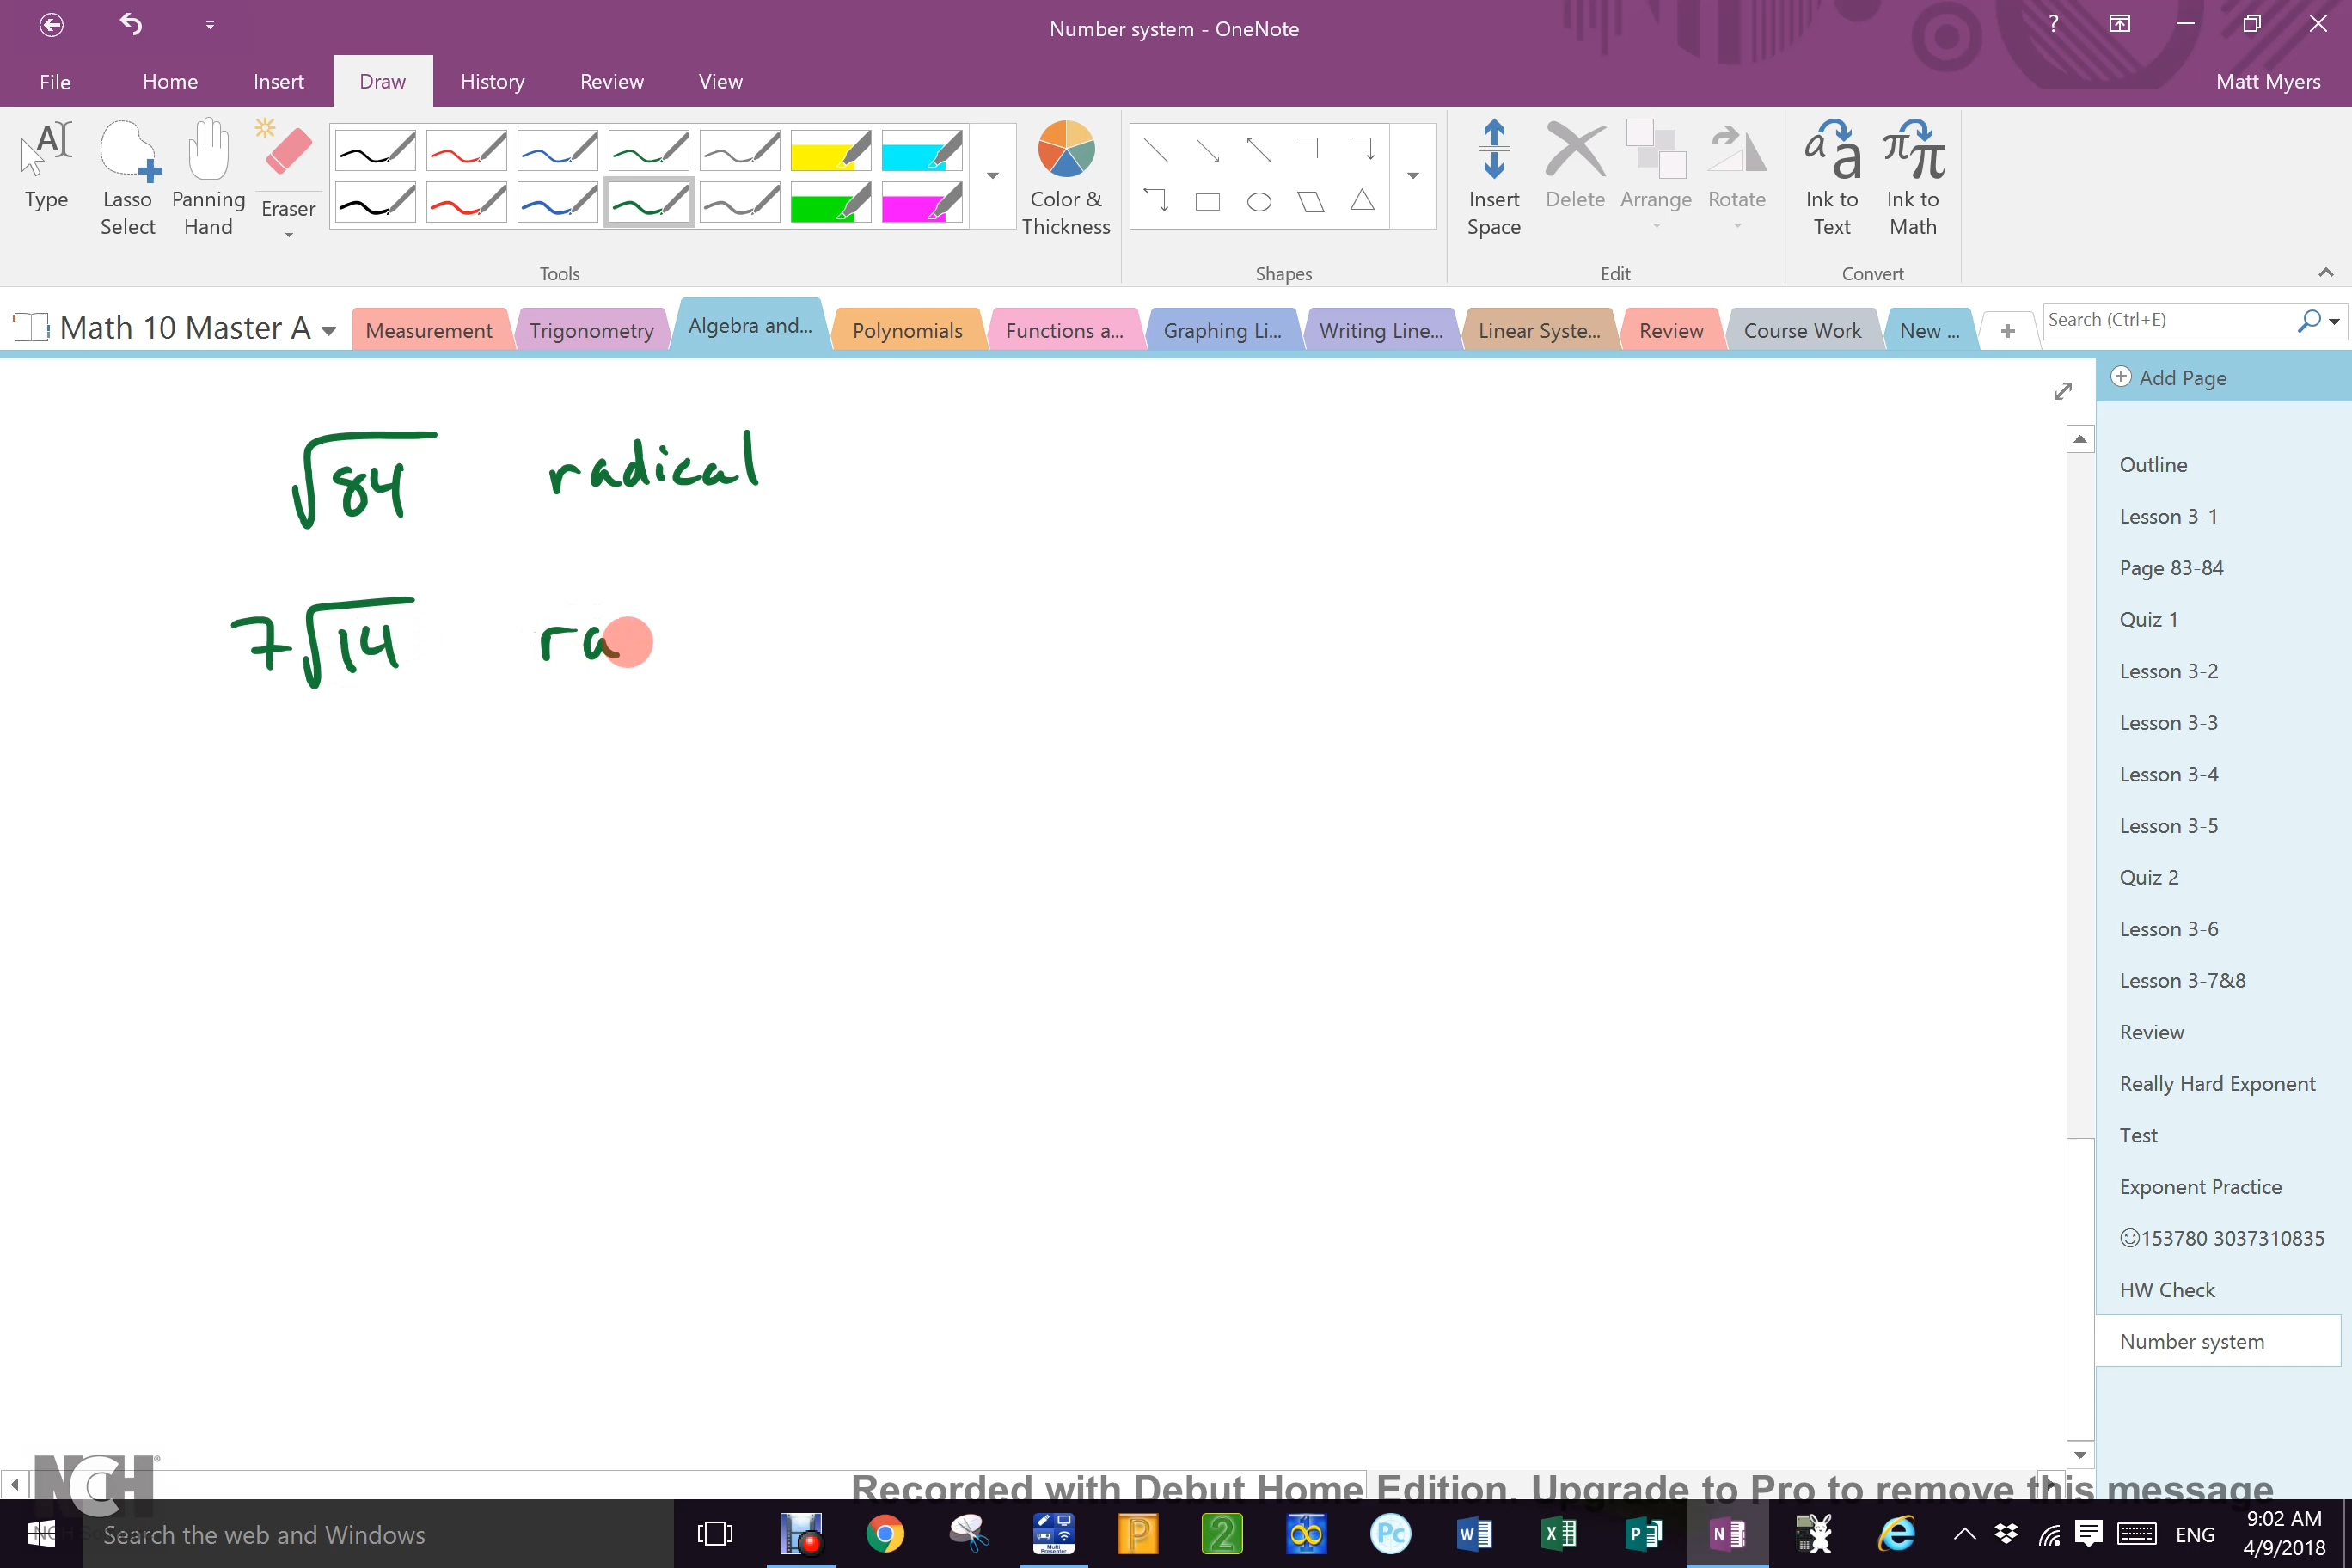 Number system - OneNote
?
File Home Insert Draw History Review View Matt Myers
Type
Lasso Select
Panning Hand
Eraser
Color & Thickness
Insert Space
Delete
Arrange
Rotate
Ink to Text
Ink to Math
Tools Shapes Edit Convert
Math 10 Master A Measurement Trigonometry Algebra and... Polynomials Functions a... Graphing Li... Writing Line... Linear Syste... Review Course Work New ... + Search (Ctrl+E)
Add Page
√84 radical
7√14 ra
Outline
Lesson 3-1
Page 83-84
Quiz 1
Lesson 3-2
Lesson 3-3
Lesson 3-4
Lesson 3-5
Quiz 2
Lesson 3-6
Lesson 3-7&8
Review
Really Hard Exponent
Test
Exponent Practice
☺153780 3037310835
HW Check
Number system
NCH
Recorded with Debut Home Edition. Upgrade to Pro to remove this message
Search the web and Windows
ENG
9:02 AM
4/9/2018